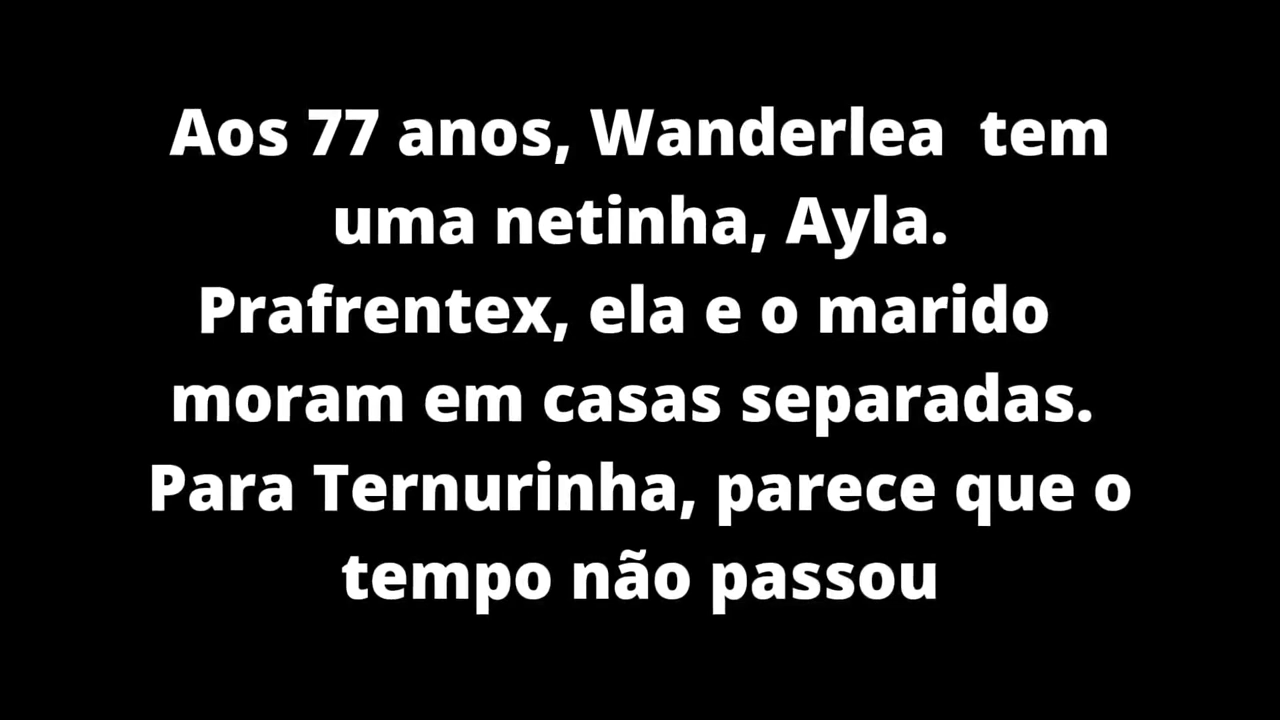 Aos 77 anos, Wanderlea  tem
uma netinha, Ayla.
Prafrentex, ela e o marido
moram em casas separadas.
Para Ternurinha, parece que o
tempo não passou